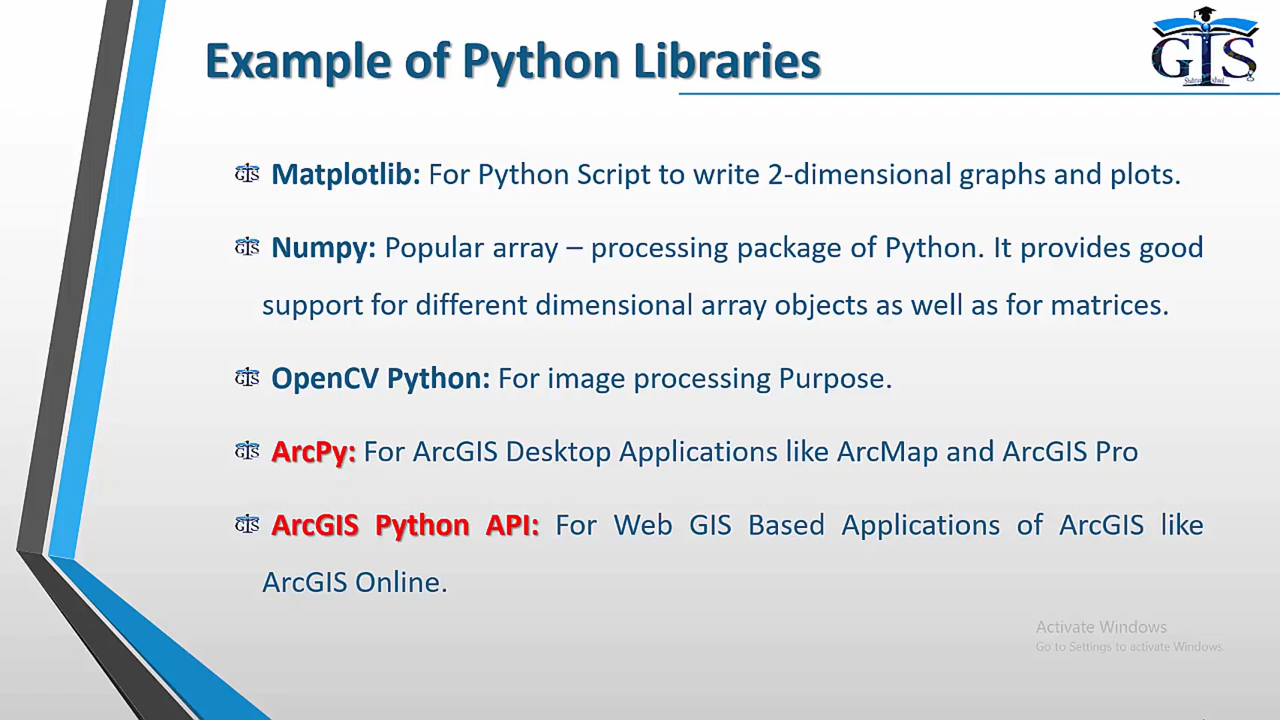 Example of Python Libraries
GIS
Matplotlib: For Python Script to write 2-dimensional graphs and plots.
Numpy: Popular array – processing package of Python. It provides good
support for different dimensional array objects as well as for matrices.
OpenCV Python: For image processing Purpose.
ArcPy: For ArcGIS Desktop Applications like ArcMap and ArcGIS Pro
ArcGIS Python API: For Web GIS Based Applications of ArcGIS like
ArcGIS Online.
Activate Windows
Go to Settings to activate Windows.